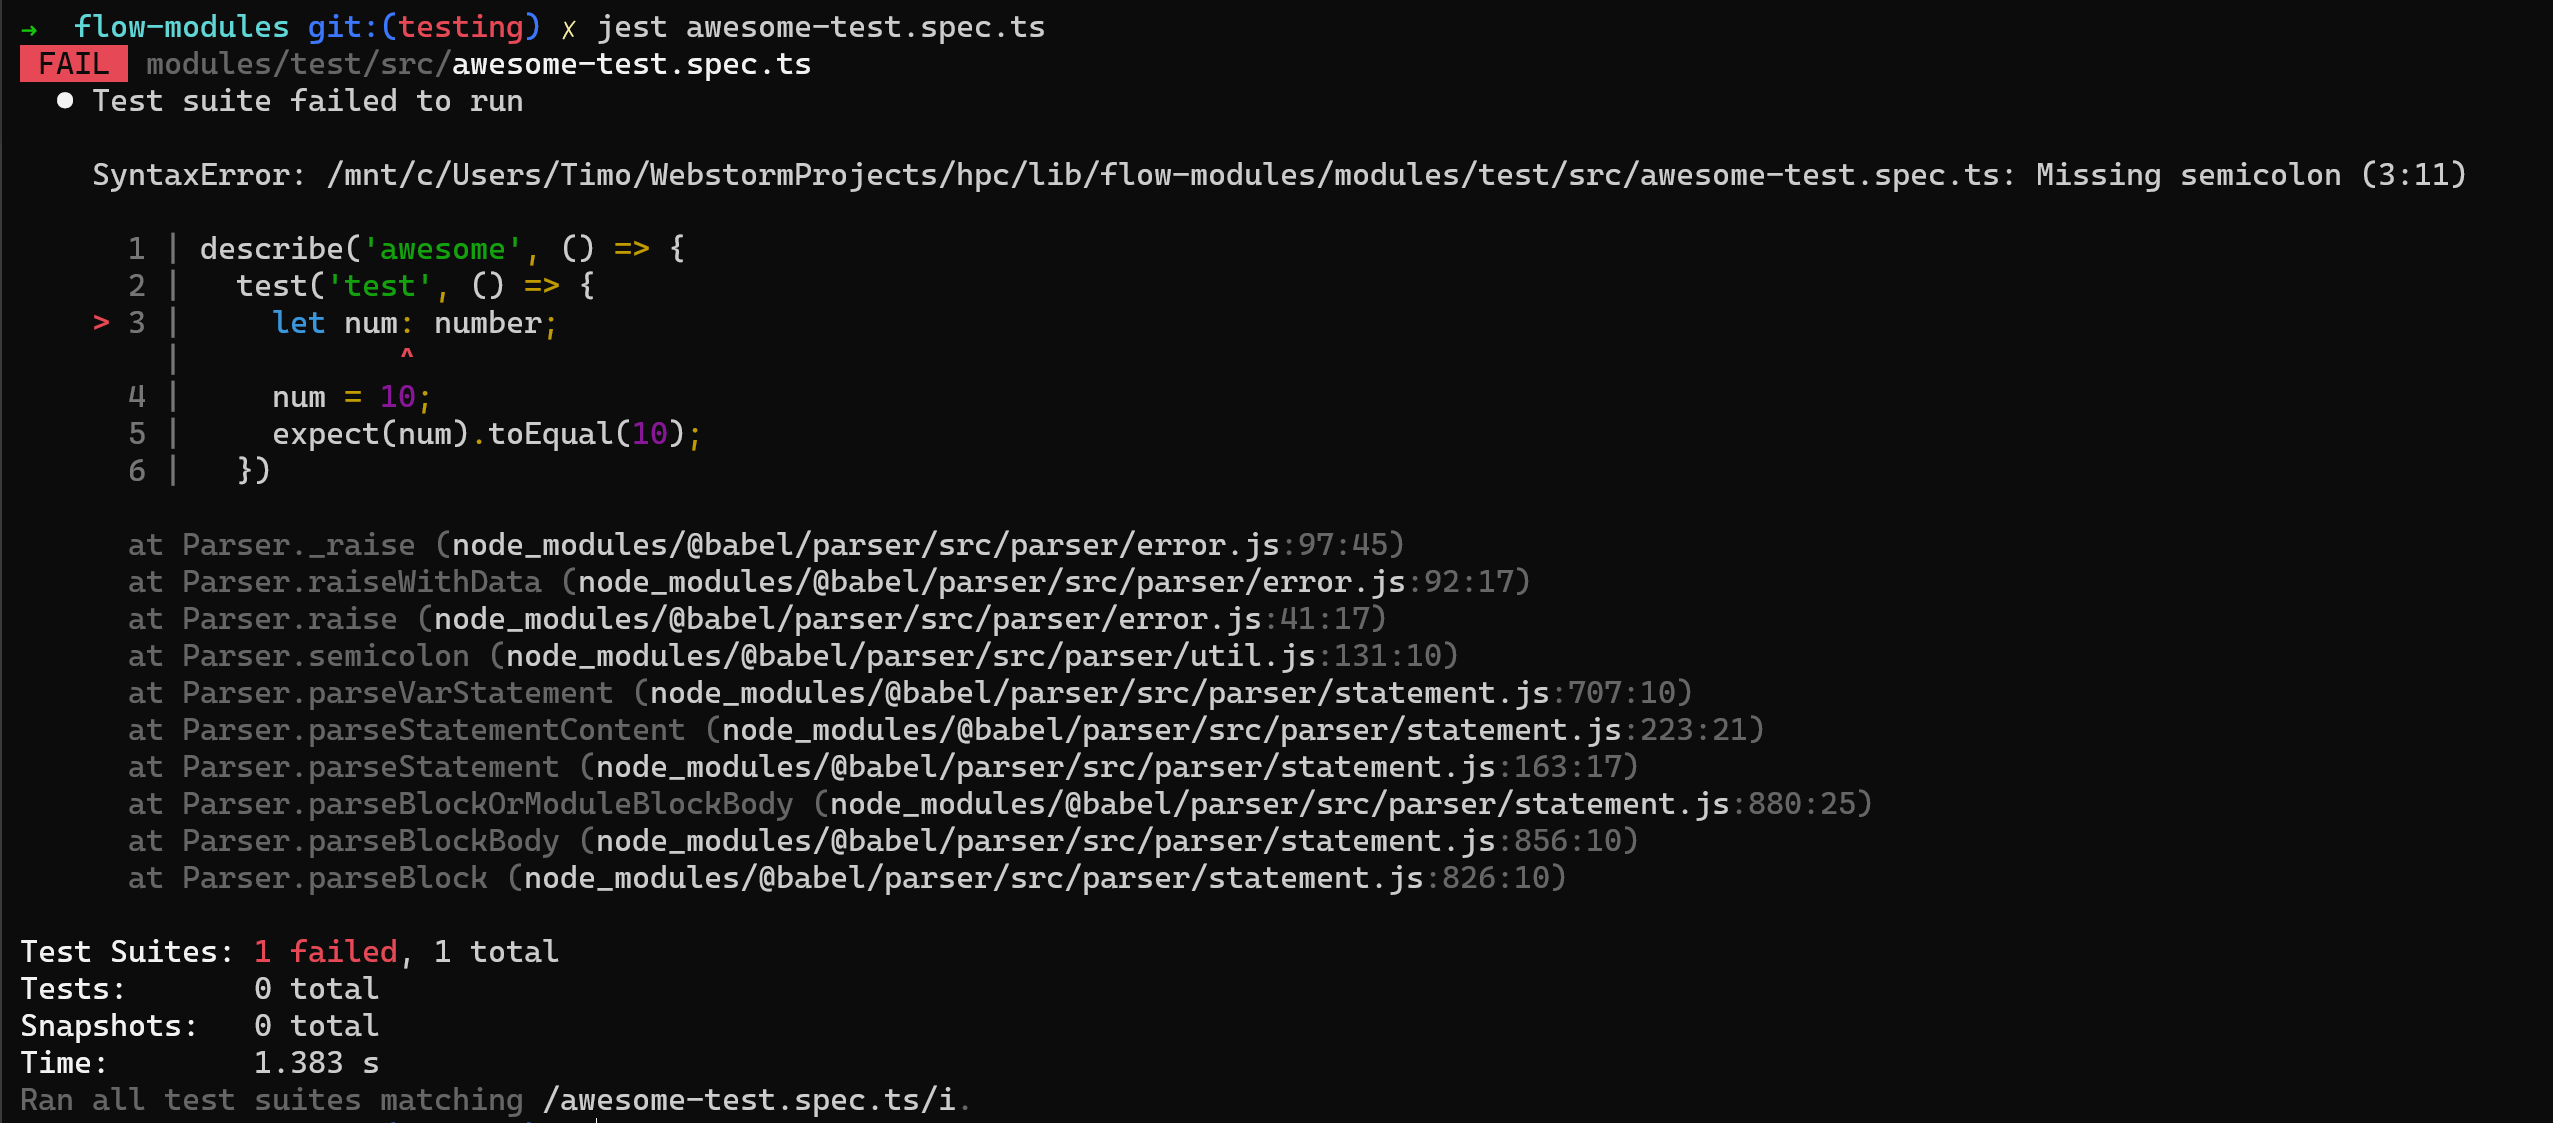 → flow-modules git:(testing) ✗ jest awesome-test.spec.ts
FAIL modules/test/src/awesome-test.spec.ts
● Test suite failed to run
SyntaxError: /mnt/c/Users/Timo/WebstormProjects/hpc/lib/flow-modules/modules/test/src/awesome-test.spec.ts: Missing semicolon (3:11)
1 | describe('awesome', () => {
2 |   test('test', () => {
> 3 |     let num: number;
|            ^
4 |     num = 10;
5 |     expect(num).toEqual(10);
6 |   })
at Parser._raise (node_modules/@babel/parser/src/parser/error.js:97:45)
at Parser.raiseWithData (node_modules/@babel/parser/src/parser/error.js:92:17)
at Parser.raise (node_modules/@babel/parser/src/parser/error.js:41:17)
at Parser.semicolon (node_modules/@babel/parser/src/parser/util.js:131:10)
at Parser.parseVarStatement (node_modules/@babel/parser/src/parser/statement.js:707:10)
at Parser.parseStatementContent (node_modules/@babel/parser/src/parser/statement.js:223:21)
at Parser.parseStatement (node_modules/@babel/parser/src/parser/statement.js:163:17)
at Parser.parseBlockOrModuleBlockBody (node_modules/@babel/parser/src/parser/statement.js:880:25)
at Parser.parseBlockBody (node_modules/@babel/parser/src/parser/statement.js:856:10)
at Parser.parseBlock (node_modules/@babel/parser/src/parser/statement.js:826:10)
Test Suites: 1 failed, 1 total
Tests:       0 total
Snapshots:   0 total
Time:        1.383 s
Ran all test suites matching /awesome-test.spec.ts/i.